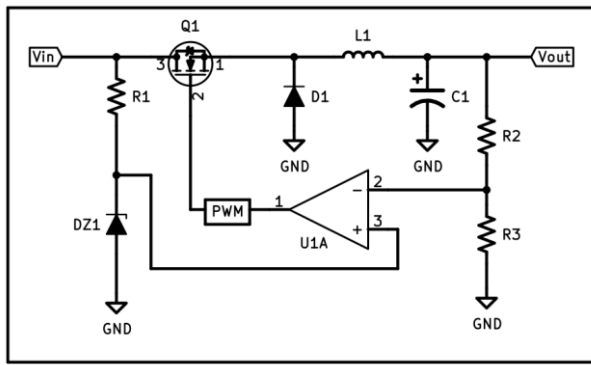 Q1
L1
Vin
3
1
Vout
2
R1
D1
+
C1
R2
GND
GND
1
PWM
−
2
+
3
U1A
DZ1
R3
GND
GND